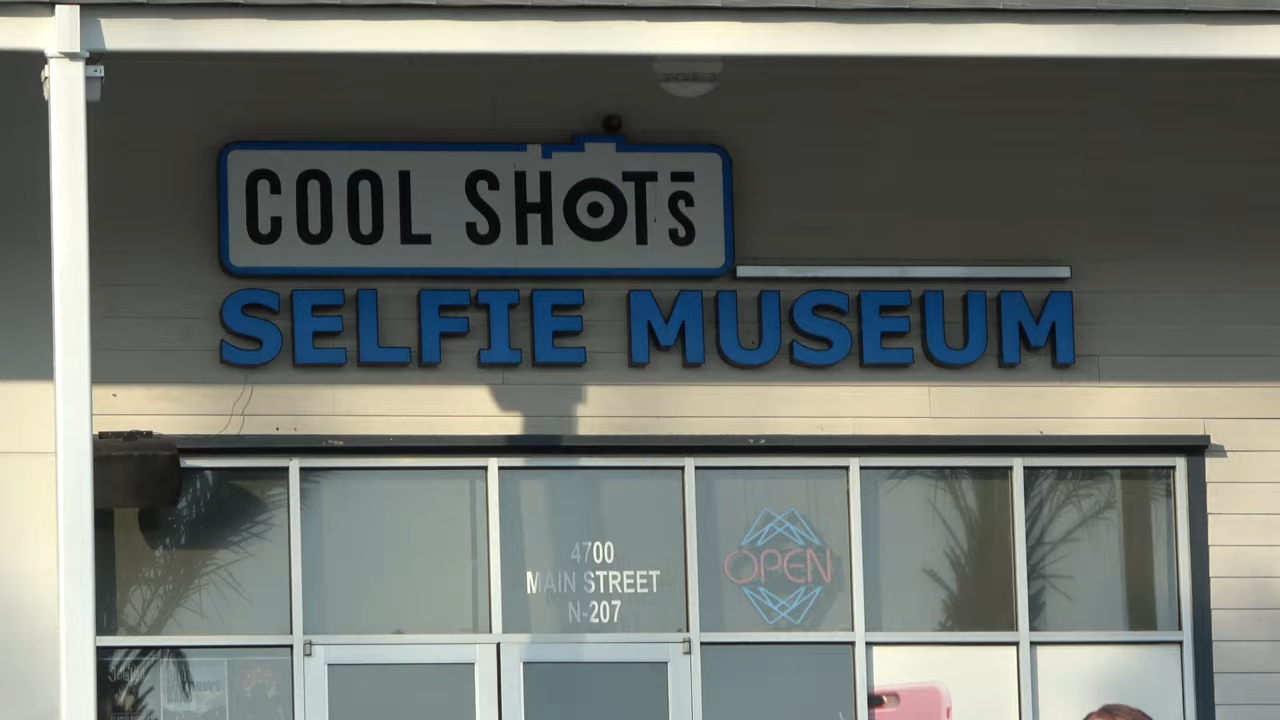 COOL SHOTS
SELFIE MUSEUM
4700
MAIN STREET
N-207
OPEN